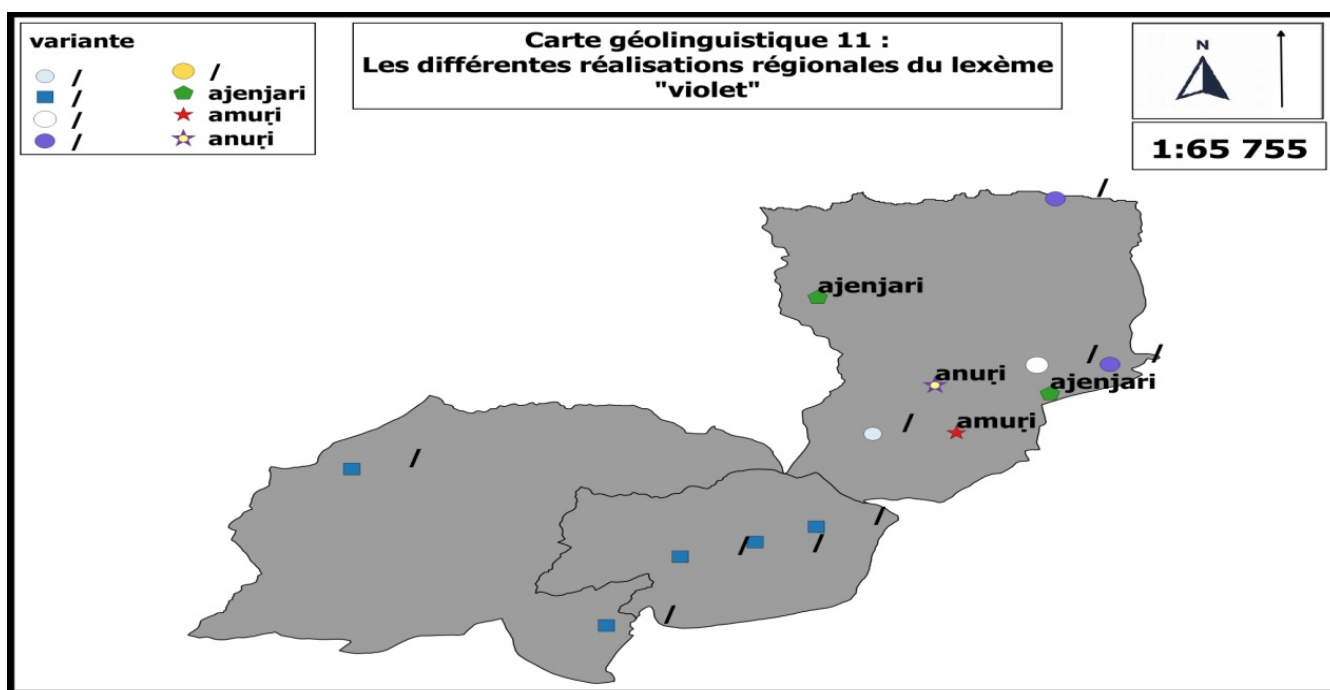 variante
/
/
/
/
/
ajenjari
amuṛi
anuṛi
Carte géolinguistique 11 :
Les différentes réalisations régionales du lexème
"violet"
N
1:65 755
/
ajenjari
/ /
anuṛi
ajenjari
/
amuṛi
/
/
/ /
/